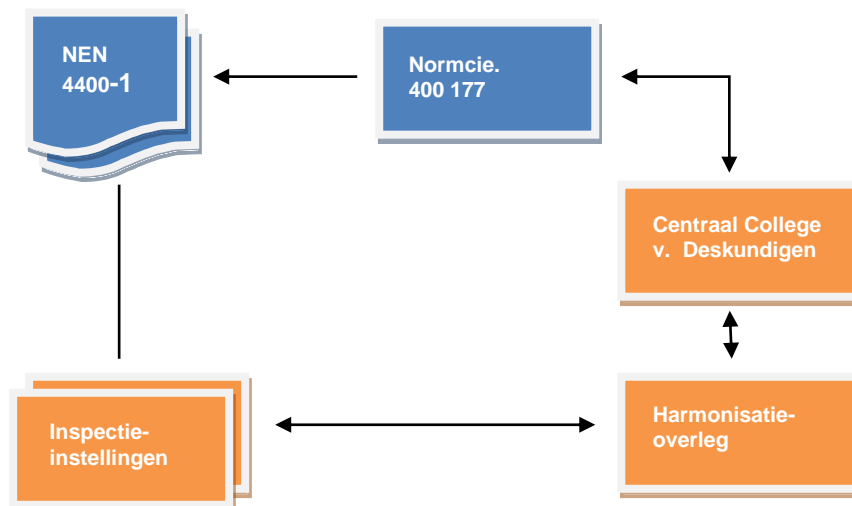 NEN
4400-1
Normcie.
400 177
Centraal College
v. Deskundigen
Inspectie-
instellingen
Harmonisatie-
overleg